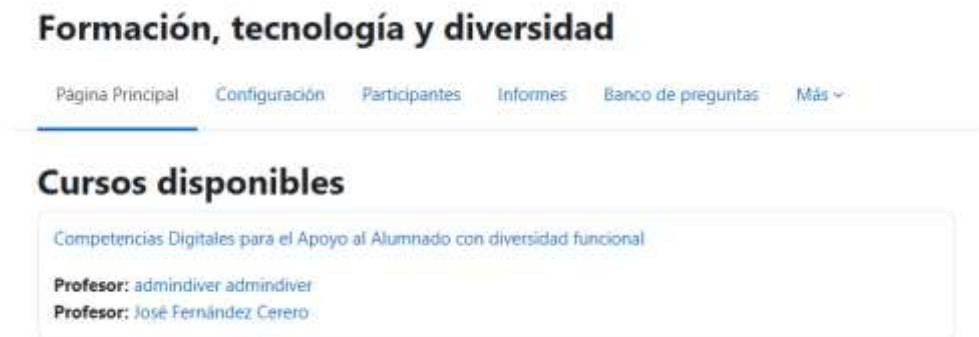 Formación, tecnología y diversidad
Página Principal Configuración Participantes Informes Banco de preguntas Más
Cursos disponibles
Competencias Digitales para el Apoyo al Alumnado con diversidad funcional
Profesor: admindiver admindiver
Profesor: José Fernández Cerero